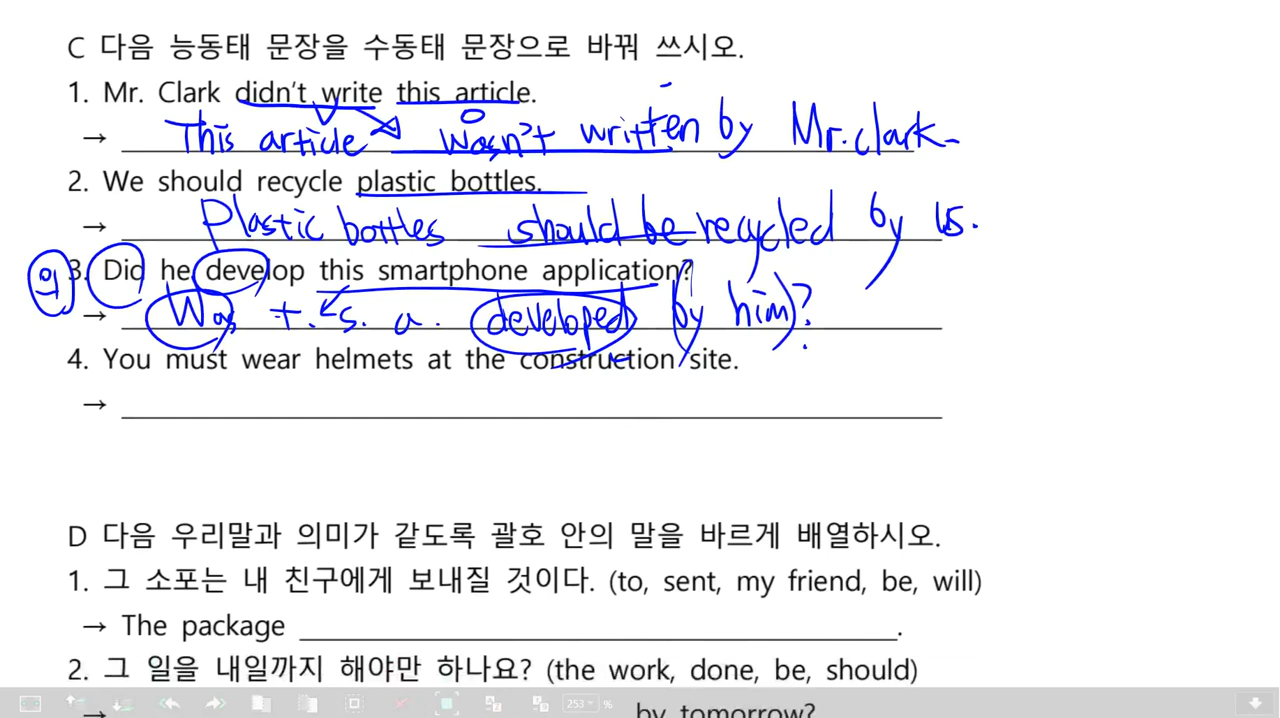 C 다음 능동태 문장을 수동태 문장으로 바꿔 쓰시오.
1. Mr. Clark didn't write this article.
→ This article wasn't written by Mr. clark
2. We should recycle plastic bottles.
→ Plastic bottles should be recycled by us.
의 3. Did he develop this smartphone application?
→ Was t. s. a. developed (by him)?
4. You must wear helmets at the construction site.
→
D 다음 우리말과 의미가 같도록 괄호 안의 말을 바르게 배열하시오.
1. 그 소포는 내 친구에게 보내질 것이다. (to, sent, my friend, be, will)
→ The package .
2. 그 일을 내일까지 해야만 하나요? (the work, done, be, should)
→ by tomorrow?
253 %